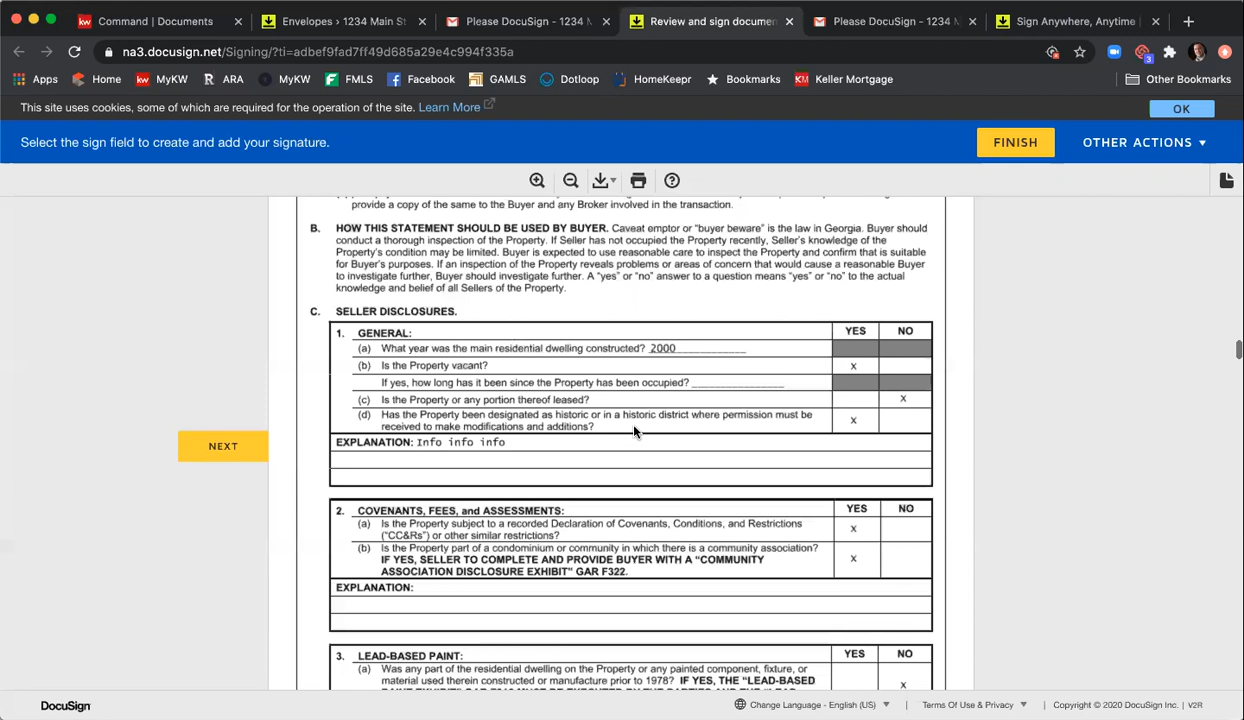 Command | Documents
Envelopes › 1234 Main St
Please DocuSign - 1234 M
Review and sign documen
Please DocuSign - 1234 M
Sign Anywhere, Anytime |
na3.docusign.net/Signing/?ti=adbef9fad7ff49d685a29e4c994f335a
3
Apps
Home
kw MyKW
R ARA
MyKW
FMLS
Facebook
GAMLS
Dotloop
HomeKeepr
Bookmarks
KM Keller Mortgage
Other Bookmarks
This site uses cookies, some of which are required for the operation of the site. Learn More
OK
Select the sign field to create and add your signature.
FINISH
OTHER ACTIONS
provide a copy of the same to the Buyer and any Broker involved in the transaction.
B. HOW THIS STATEMENT SHOULD BE USED BY BUYER. Caveat emptor or “buyer beware” is the law in Georgia. Buyer should
conduct a thorough inspection of the Property. If Seller has not occupied the Property recently, Seller's knowledge of the
Property's condition may be limited. Buyer is expected to use reasonable care to inspect the Property and confirm that is suitable
for Buyer's purposes. If an inspection of the Property reveals problems or areas of concern that would cause a reasonable Buyer
to investigate further, Buyer should investigate further. A “yes” or “no” answer to a question means “yes” or “no” to the actual
knowledge and belief of all Sellers of the Property.
C. SELLER DISCLOSURES.
1. GENERAL: YES NO
(a) What year was the main residential dwelling constructed? 2000____________
(b) Is the Property vacant? x
If yes, how long has it been since the Property has been occupied? ________________
(c) Is the Property or any portion thereof leased? x
(d) Has the Property been designated as historic or in a historic district where permission must be
received to make modifications and additions? x
EXPLANATION: Info info info
NEXT
2. COVENANTS, FEES, and ASSESSMENTS: YES NO
(a) Is the Property subject to a recorded Declaration of Covenants, Conditions, and Restrictions
(“CC&Rs”) or other similar restrictions? x
(b) Is the Property part of a condominium or community in which there is a community association?
IF YES, SELLER TO COMPLETE AND PROVIDE BUYER WITH A “COMMUNITY
ASSOCIATION DISCLOSURE EXHIBIT” GAR F322. x
EXPLANATION:
3. LEAD-BASED PAINT: YES NO
(a) Was any part of the residential dwelling on the Property or any painted component, fixture, or
material used therein constructed or manufacture prior to 1978? IF YES, THE “LEAD-BASED
x
DocuSign
Change Language - English (US)
Terms Of Use & Privacy
Copyright © 2020 DocuSign Inc. | V2R